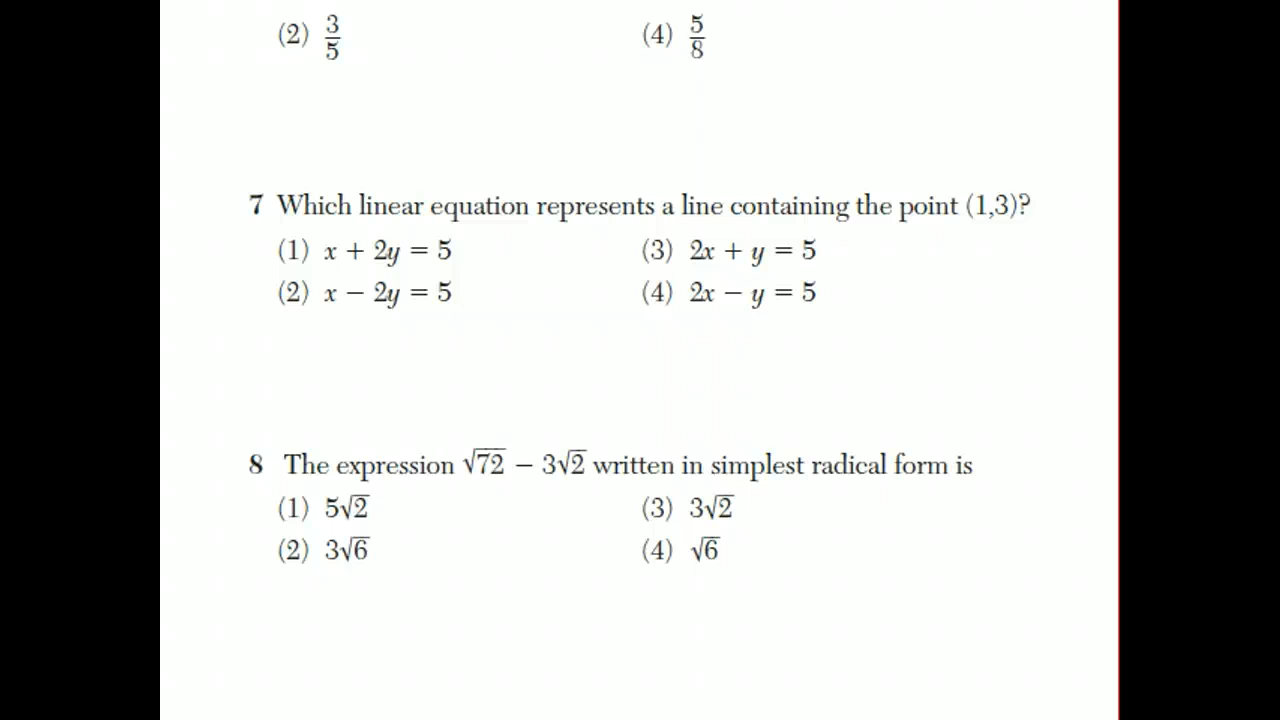 (2) 3/5 (4) 5/8
7 Which linear equation represents a line containing the point (1,3)?
(1) x + 2y = 5 (3) 2x + y = 5
(2) x − 2y = 5 (4) 2x − y = 5
8 The expression √72 − 3√2 written in simplest radical form is
(1) 5√2 (3) 3√2
(2) 3√6 (4) √6